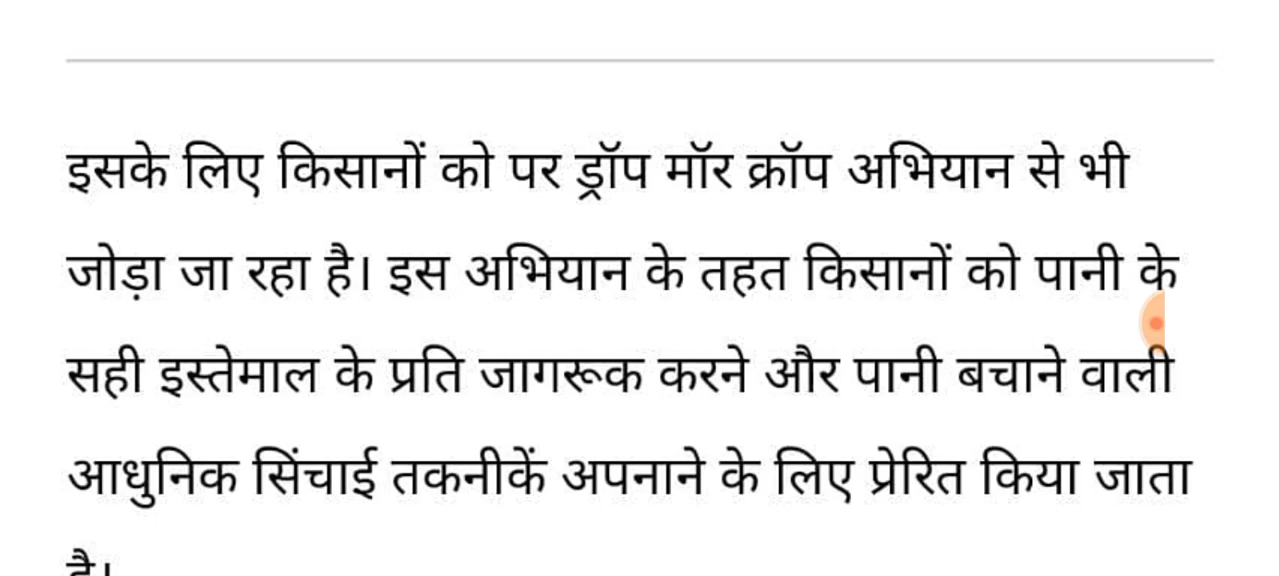 इसके लिए किसानों को पर ड्रॉप मॉर क्रॉप अभियान से भी
जोड़ा जा रहा है। इस अभियान के तहत किसानों को पानी के
सही इस्तेमाल के प्रति जागरूक करने और पानी बचाने वाली
आधुनिक सिंचाई तकनीकें अपनाने के लिए प्रेरित किया जाता
है।